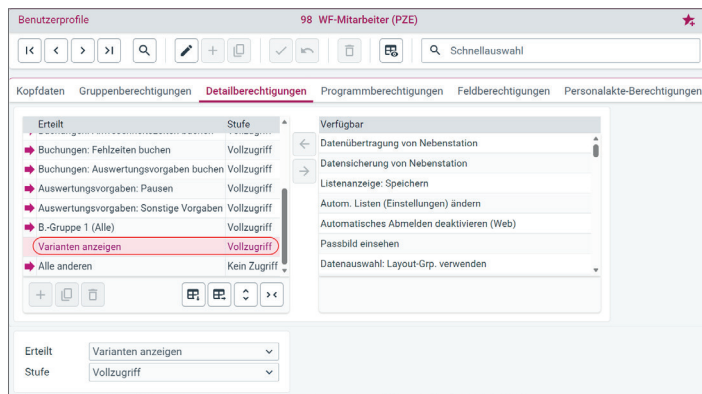 Benutzerprofile 98 WF-Mitarbeiter (PZE)
Schnellauswahl
Kopfdaten Gruppenberechtigungen Detailberechtigungen Programmberechtigungen Feldberechtigungen Personalakte-Berechtigungen
Erteilt Stufe
Buchungen: Fehlzeiten buchen Vollzugriff
Buchungen: Auswertungsvorgaben buchen Vollzugriff
Auswertungsvorgaben: Pausen Vollzugriff
Auswertungsvorgaben: Sonstige Vorgaben Vollzugriff
B.-Gruppe 1 (Alle) Vollzugriff
Varianten anzeigen Vollzugriff
Alle anderen Kein Zugriff
Verfügbar
Datenübertragung von Nebenstation
Datensicherung von Nebenstation
Listenanzeige: Speichern
Autom. Listen (Einstellungen) ändern
Automatisches Abmelden deaktivieren (Web)
Passbild einsehen
Datenauswahl: Layout-Grp. verwenden
Erteilt Varianten anzeigen
Stufe Vollzugriff